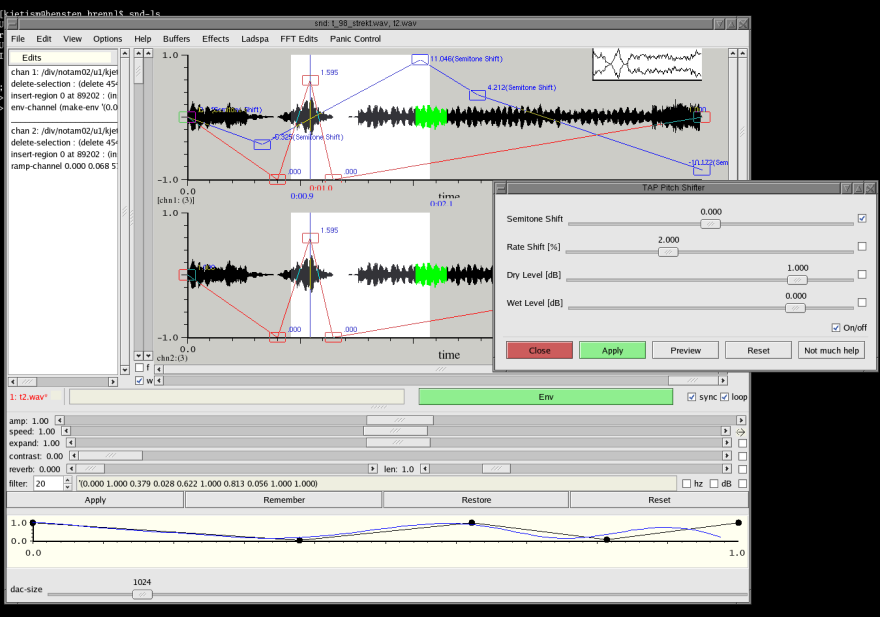 [kjetism@hensten brenn]$ snd-ls
snd: t_98_strekt.wav, t2.wav
File Edit View Options Help Buffers Effects Ladspa FFT Edits Panic Control
Edits
chan 1: /div/notam02/u1/kjet
delete-selection : (delete 454
insert-region 0 at 89202 : (in
env-channel (make-env '(0.0
chan 2: /div/notam02/u1/kjet
delete-selection : (delete 454
insert-region 0 at 89202 : (in
ramp-channel 0.000 0.068 57
1.0
1.595
11.046(Semitone Shift)
4.212(Semitone Shift)
-5.325(Semitone Shift)
-10.172(Sem
.000
.000
-1.0
0.0
0:01.0
time
[chn1: (3)]
0:00.9
0:02.1
1.0
1.595
.000
.000
-1.0
0.0
time
chn2:(3)
f
w
TAP Pitch Shifter
Semitone Shift 0.000
Rate Shift [%] 2.000
Dry Level [dB] 1.000
Wet Level [dB] 0.000
On/off
Close Apply Preview Reset Not much help
1: t2.wav* Env sync loop
amp: 1.00
speed: 1.00
expand: 1.00
contrast: 0.00
reverb: 0.000 len: 1.0
filter: 20 '(0.000 1.000 0.379 0.028 0.622 1.000 0.813 0.056 1.000 1.000) hz dB
Apply Remember Restore Reset
1.0
0.0
0.0 1.0
1024
dac-size